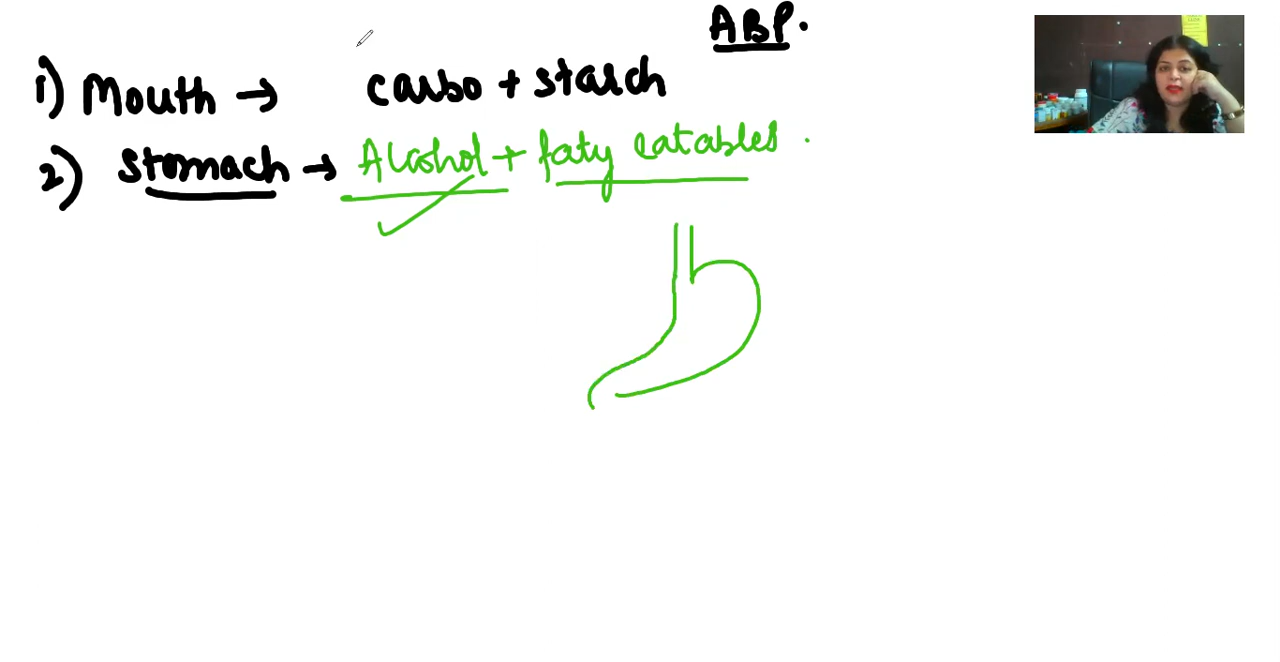 ABP.
1) Mouth → carbo + starch
2) Stomach → Alcohol + faty eatables.